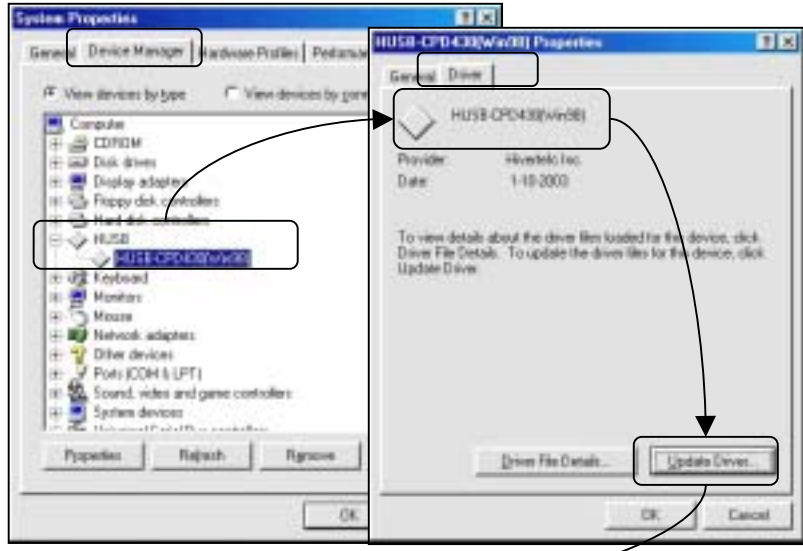 System Properties
General Device Manager Hardware Profiles
View devices by type View devices by
Computer
CDROM
Disk drives
Display adapters
Floppy disk controllers
Hard disk controllers
HUSB
HUSB-CPD430(Win98)
Keyboard
Monitors
Mouse
Network adapters
Other devices
Ports (COM & LPT)
Sound, video and game controllers
System devices
Properties Refresh Remove
OK
HUSB-CPD430(Win98) Properties
General Driver
HUSB-CPD430(Win98)
Provider: Hivertec Inc.
Date: 1-10-2003
To view details about the driver files loaded for this device, click
Driver File Details. To update the driver files for this device, click
Update Driver.
Driver File Details... Update Driver...
OK Cancel